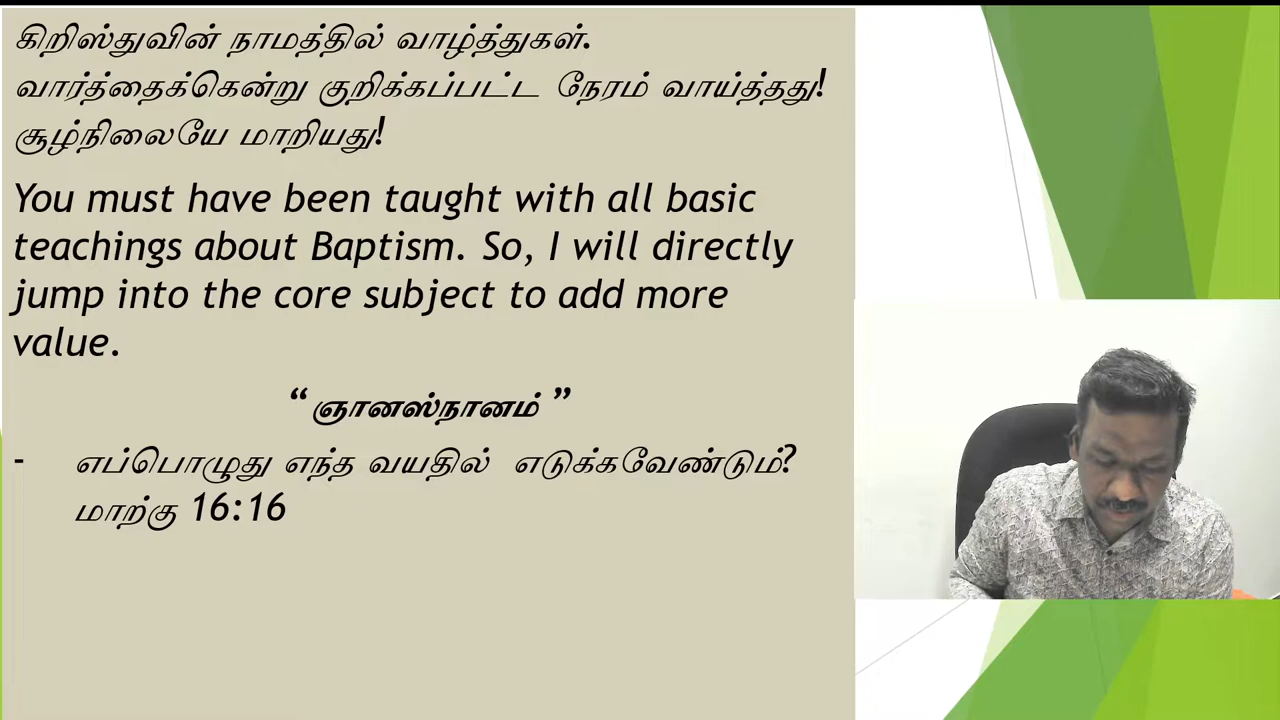 கிறிஸ்துவின் நாமத்தில் வாழ்த்துகள்.
வார்த்தைக்கென்று குறிக்கப்பட்ட நேரம் வாய்த்தது!
சூழ்நிலையே மாறியது!
You must have been taught with all basic
teachings about Baptism. So, I will directly
jump into the core subject to add more
value.
“ ஞானஸ்நானம் ”
- எப்பொழுது எந்த வயதில் எடுக்கவேண்டும்?
மாற்கு 16:16